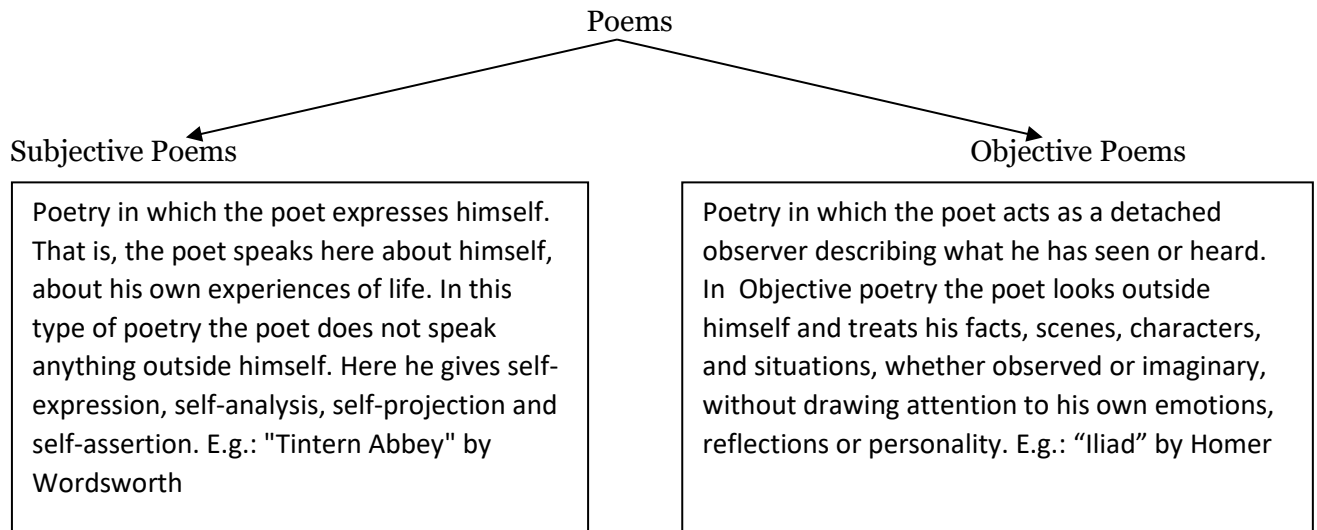 Poems
Subjective Poems
Objective Poems
Poetry in which the poet expresses himself.
That is, the poet speaks here about himself,
about his own experiences of life. In this
type of poetry the poet does not speak
anything outside himself. Here he gives self-
expression, self-analysis, self-projection and
self-assertion. E.g.: "Tintern Abbey" by
Wordsworth
Poetry in which the poet acts as a detached
observer describing what he has seen or heard.
In  Objective poetry the poet looks outside
himself and treats his facts, scenes, characters,
and situations, whether observed or imaginary,
without drawing attention to his own emotions,
reflections or personality. E.g.: “Iliad” by Homer